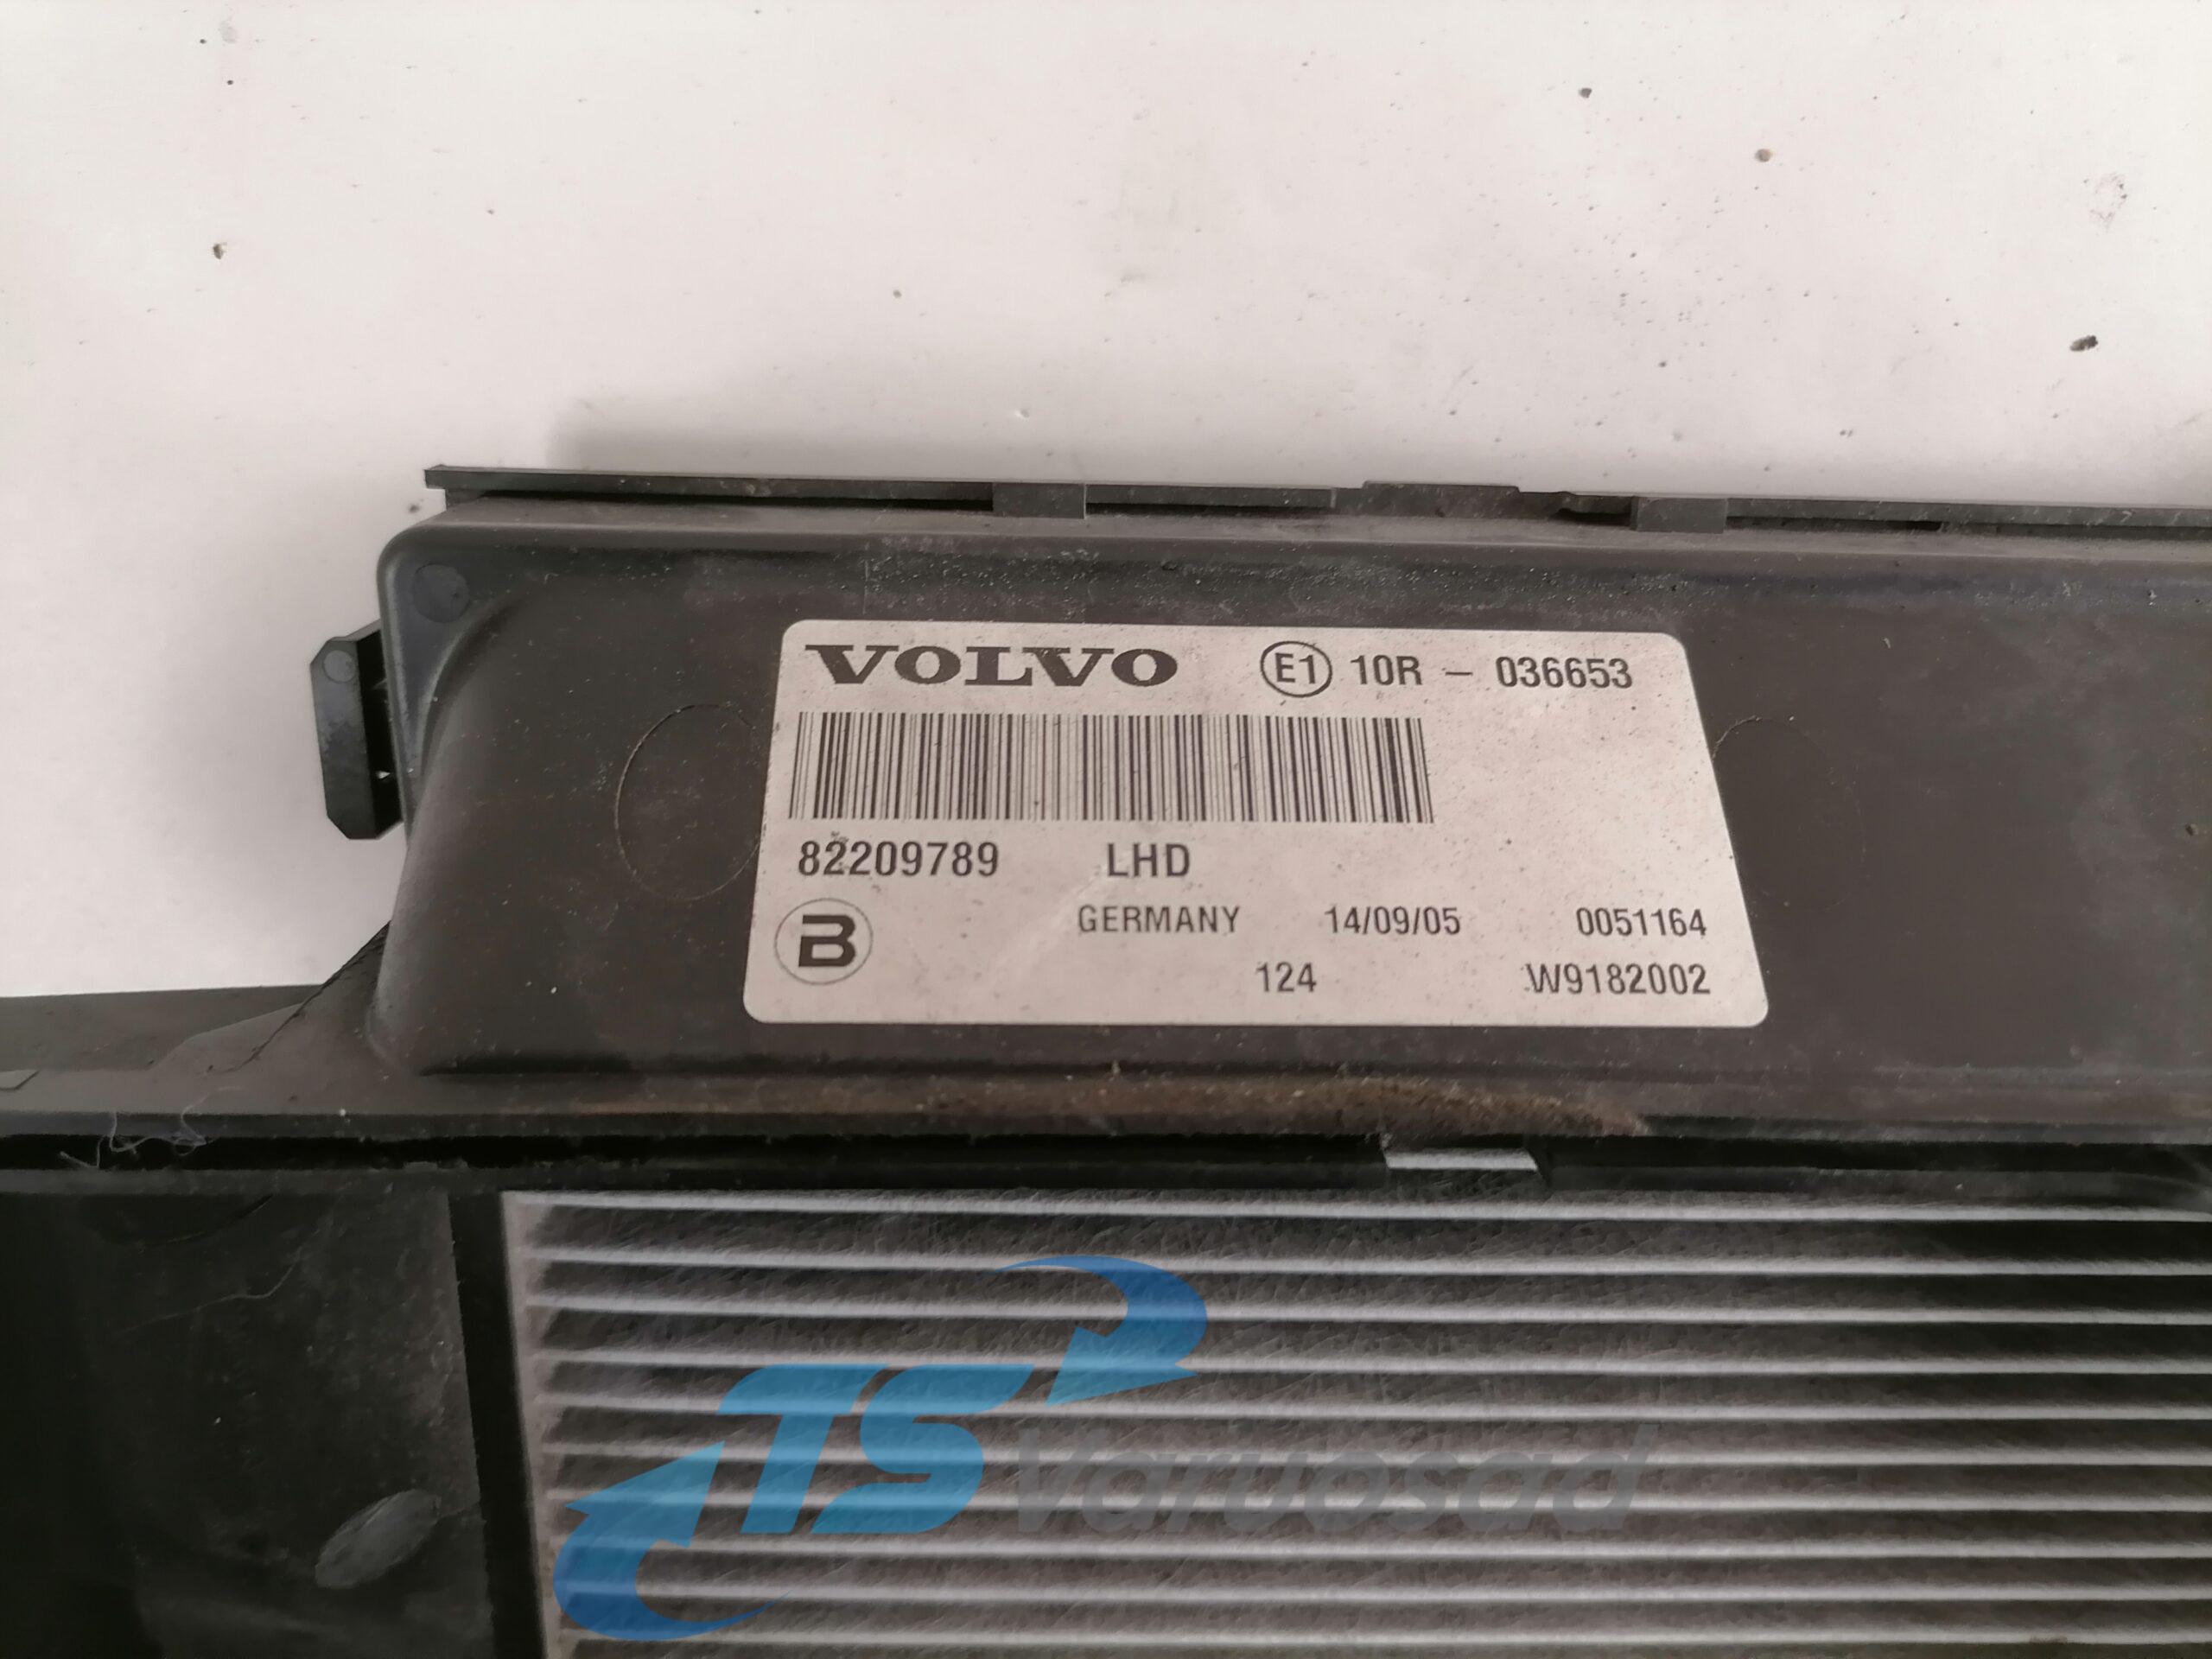 VOLVO E1 10R - 036653
82209789 LHD
B GERMANY 14/09/05 0051164
124 W9182002
TS Varuosad